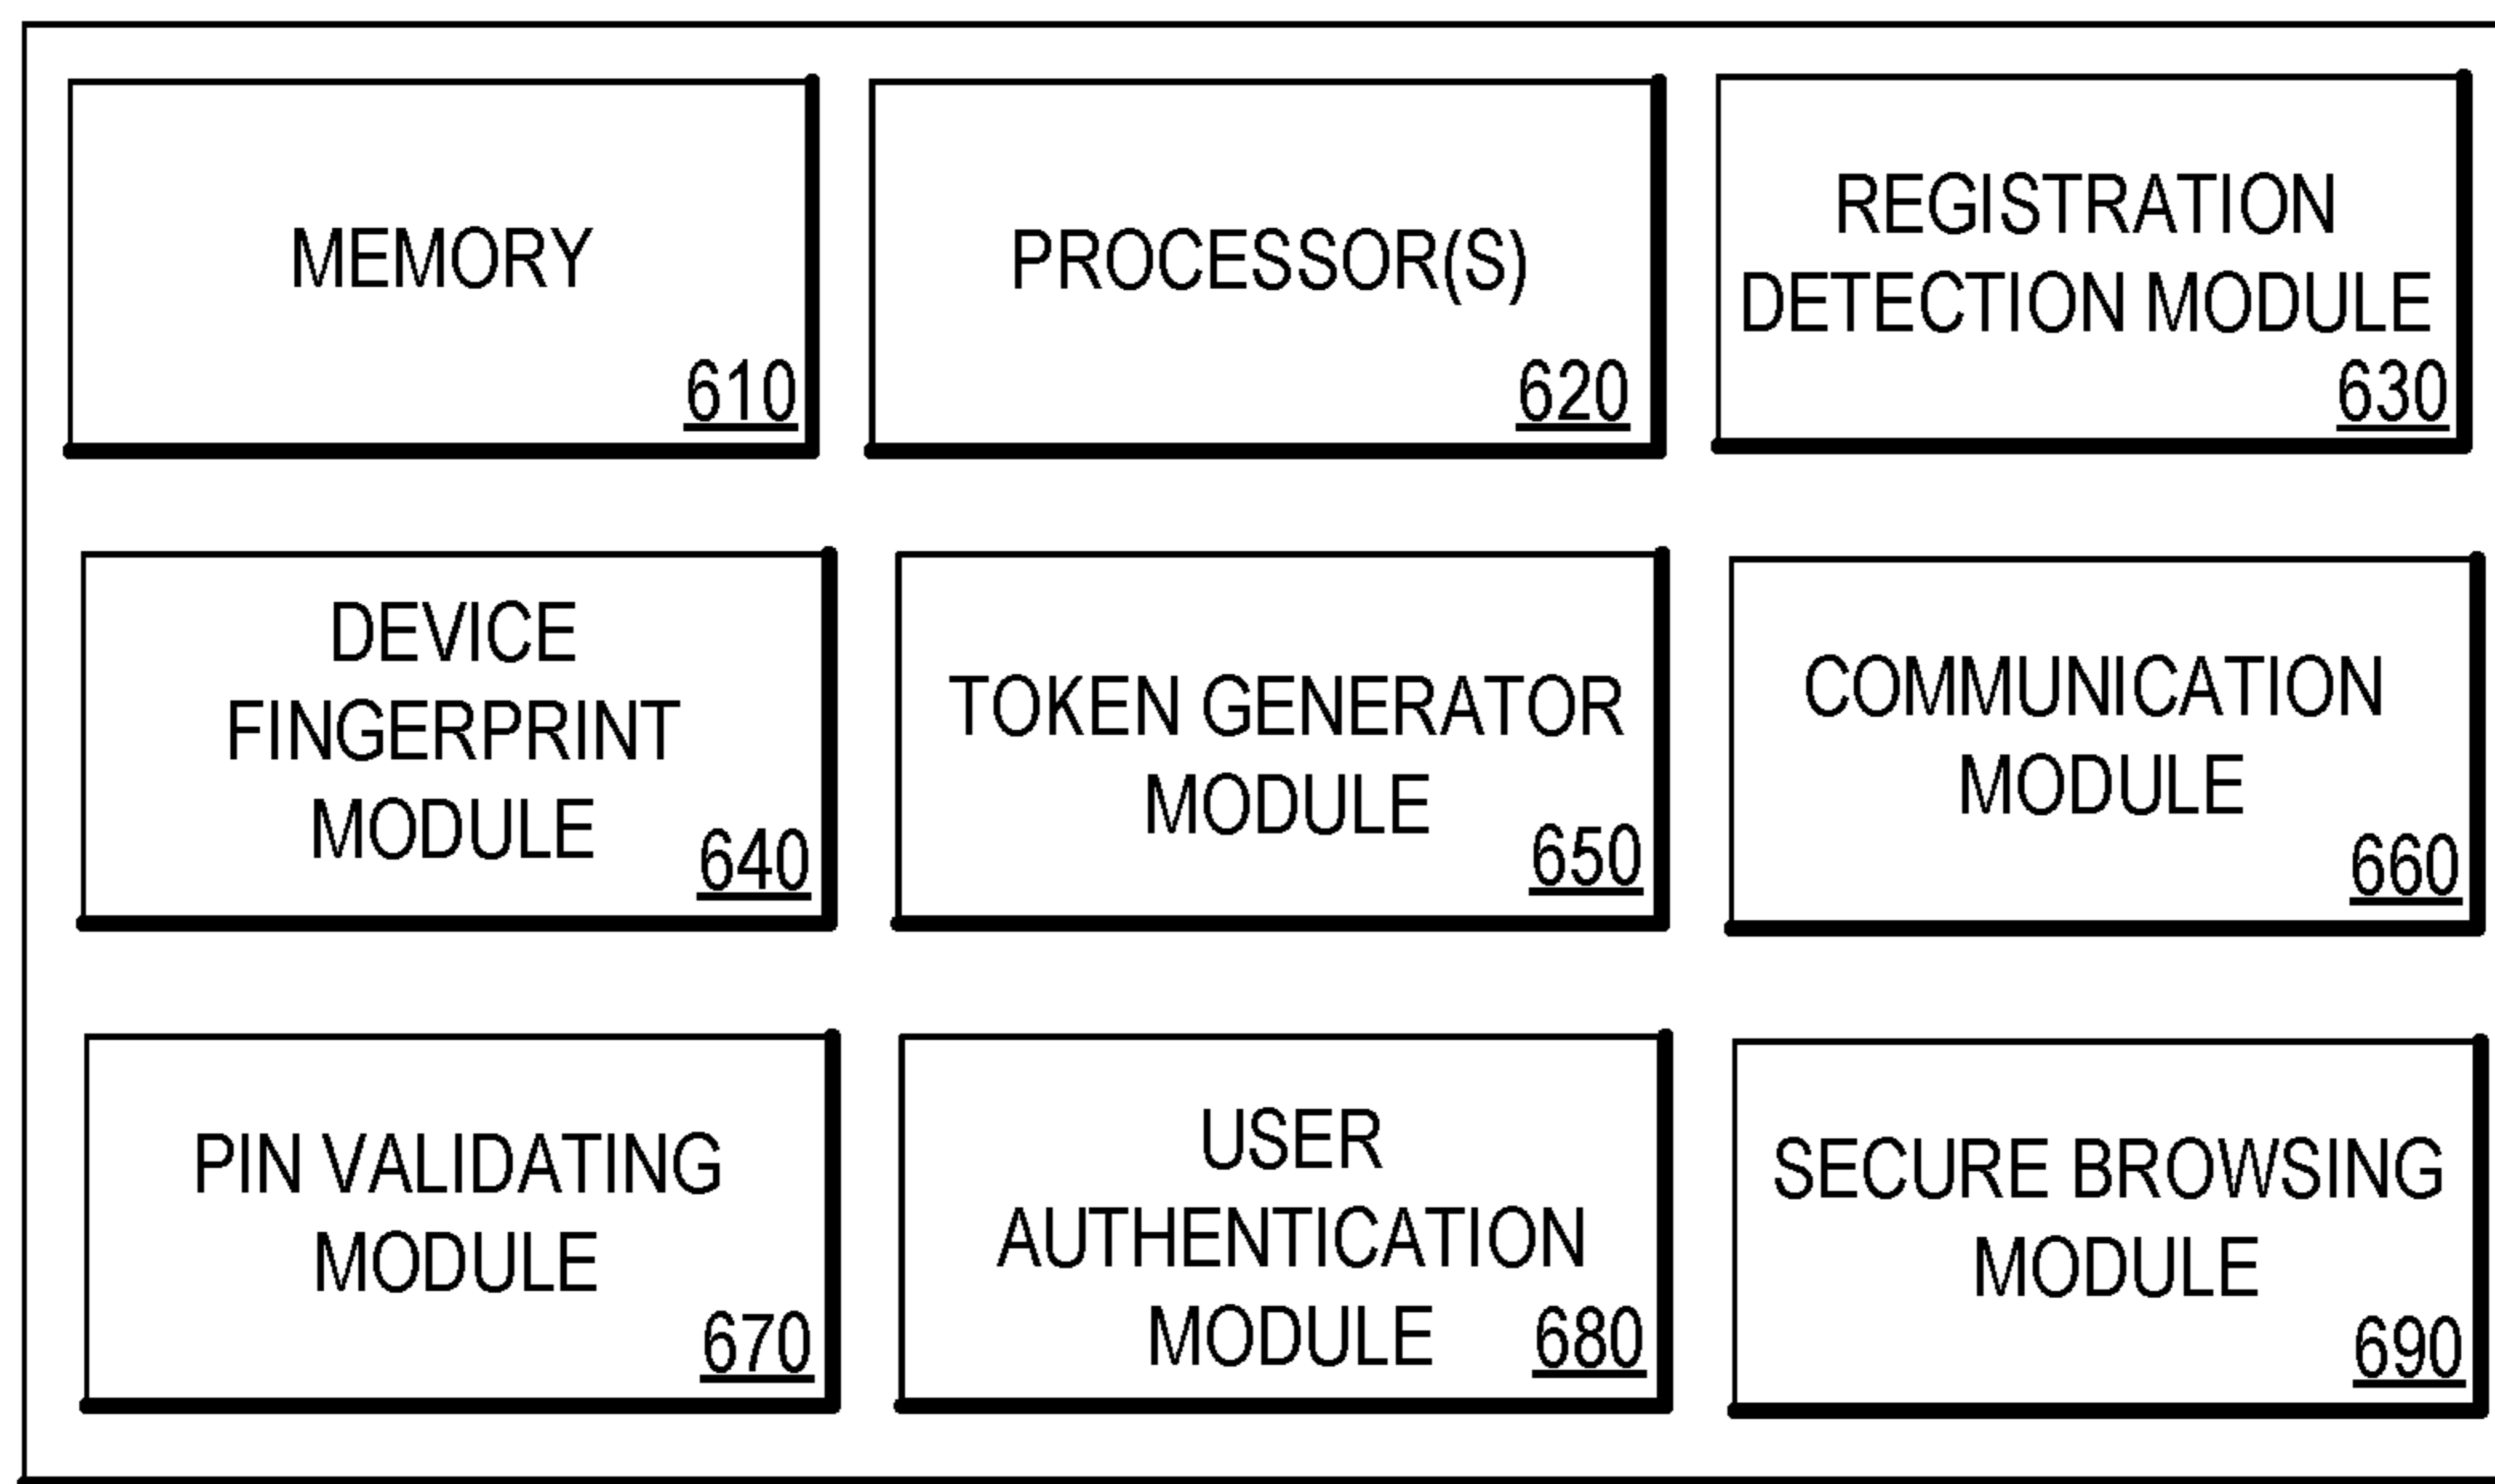 MEMORY
610
PROCESSOR(S)
620
REGISTRATION
DETECTION MODULE
630
DEVICE
FINGERPRINT
MODULE
640
TOKEN GENERATOR
MODULE
650
COMMUNICATION
MODULE
660
PIN VALIDATING
MODULE
670
USER
AUTHENTICATION
MODULE
680
SECURE BROWSING
MODULE
690